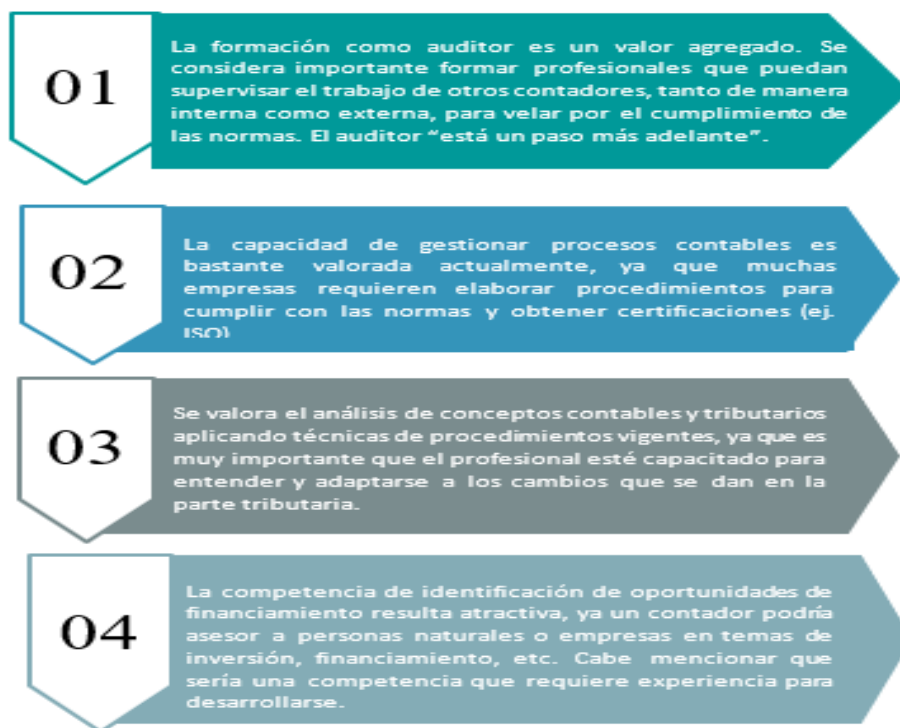 01
La formación como auditor es un valor agregado. Se
considera importante formar profesionales que puedan
supervisar el trabajo de otros contadores, tanto de manera
interna como externa, para velar por el cumplimiento de
las normas. El auditor “está un paso más adelante”.
02
La capacidad de gestionar procesos contables es
bastante valorada actualmente, ya que muchas
empresas requieren elaborar procedimientos para
cumplir con las normas y obtener certificaciones (ej.
ISO)
03
Se valora el análisis de conceptos contables y tributarios
aplicando técnicas de procedimientos vigentes, ya que es
muy importante que el profesional esté capacitado para
entender y adaptarse a los cambios que se dan en la
parte tributaria.
04
La competencia de identificación de oportunidades de
financiamiento resulta atractiva, ya un contador podría
asesor a personas naturales o empresas en temas de
inversión, financiamiento, etc. Cabe mencionar que
sería una competencia que requiere experiencia para
desarrollarse.